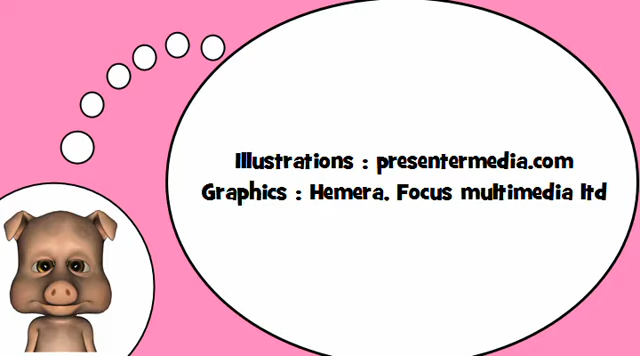 Illustrations : presentermedia.com
Graphics : Hemera. Focus multimedia ltd